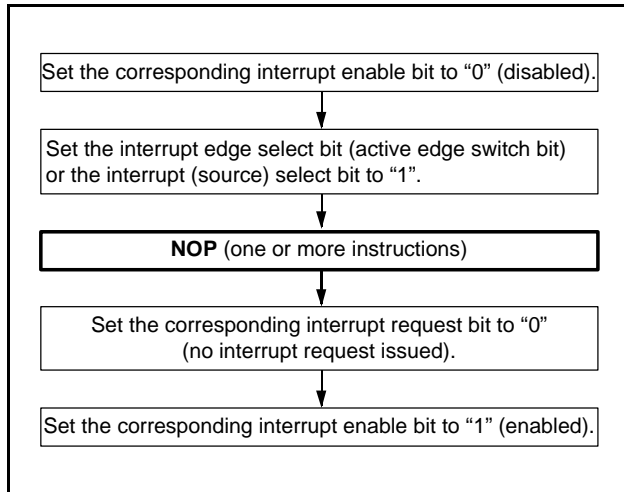 Set the corresponding interrupt enable bit to “0” (disabled).
Set the interrupt edge select bit (active edge switch bit)
or the interrupt (source) select bit to “1”.
NOP (one or more instructions)
Set the corresponding interrupt request bit to “0”
(no interrupt request issued).
Set the corresponding interrupt enable bit to “1” (enabled).